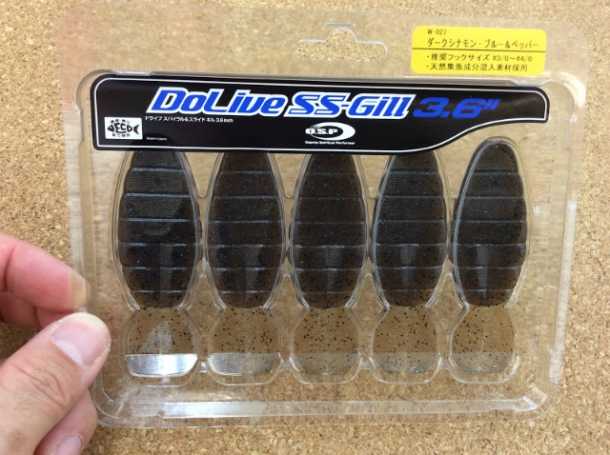 W-027
ダークシナモン・ブルー&ペッパー
・推奨フックサイズ #3/0〜#4/0
・天然集魚成分混入素材採用
DoLive SS-Gill 3.6"
ドライブ スパイラル&スライド ギル 3.6inch
O.S.P